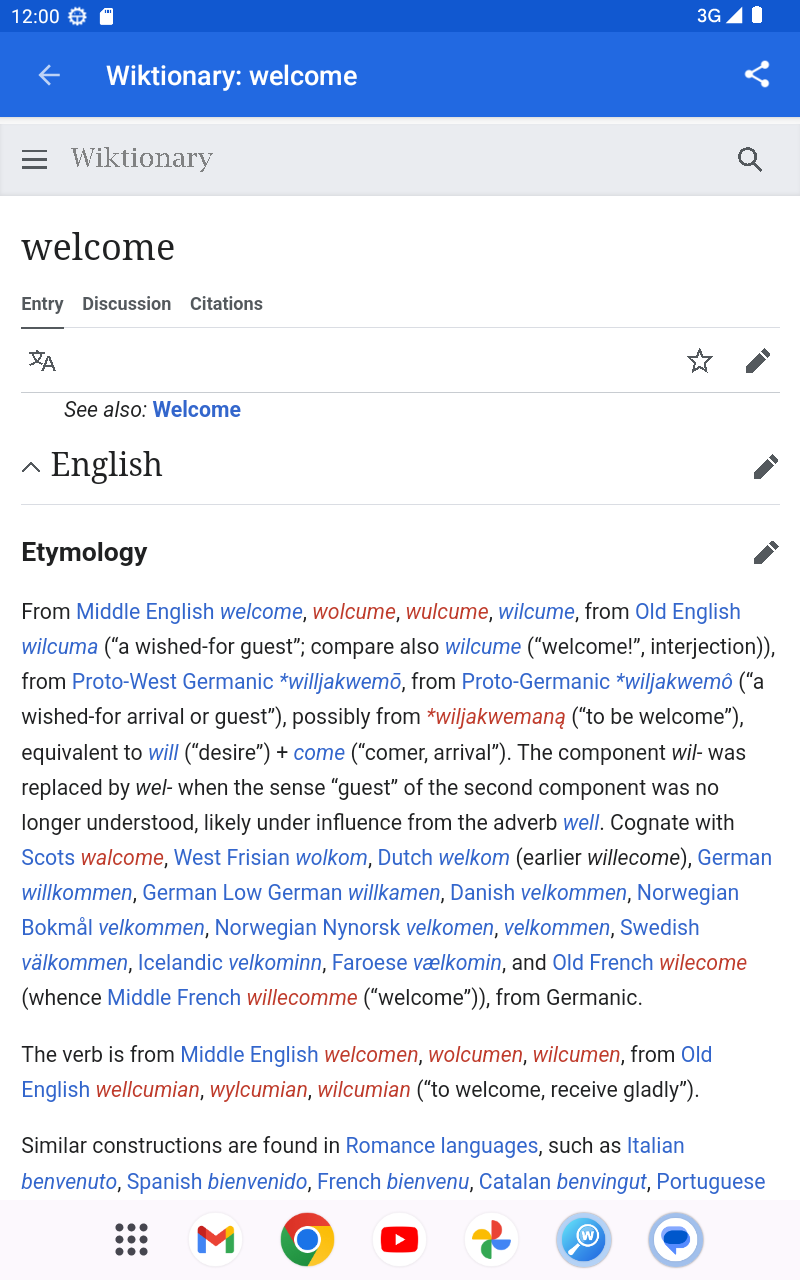 12:00
3G
Wiktionary: welcome
Wiktionary
welcome
Entry Discussion Citations
See also: Welcome
English
Etymology
From Middle English welcome, wolcume, wulcume, wilcume, from Old English
wilcuma (“a wished-for guest”; compare also wilcume (“welcome!”, interjection)),
from Proto-West Germanic *willjakwemō, from Proto-Germanic *wiljakwemô (“a
wished-for arrival or guest”), possibly from *wiljakwemaną (“to be welcome”),
equivalent to will (“desire”) + come (“comer, arrival”). The component wil- was
replaced by wel- when the sense “guest” of the second component was no
longer understood, likely under influence from the adverb well. Cognate with
Scots walcome, West Frisian wolkom, Dutch welkom (earlier willecome), German
willkommen, German Low German willkamen, Danish velkommen, Norwegian
Bokmål velkommen, Norwegian Nynorsk velkomen, velkommen, Swedish
välkommen, Icelandic velkominn, Faroese vælkomin, and Old French wilecome
(whence Middle French willecomme (“welcome”)), from Germanic.
The verb is from Middle English welcomen, wolcumen, wilcumen, from Old
English wellcumian, wylcumian, wilcumian (“to welcome, receive gladly”).
Similar constructions are found in Romance languages, such as Italian
benvenuto, Spanish bienvenido, French bienvenu, Catalan benvingut, Portuguese
W